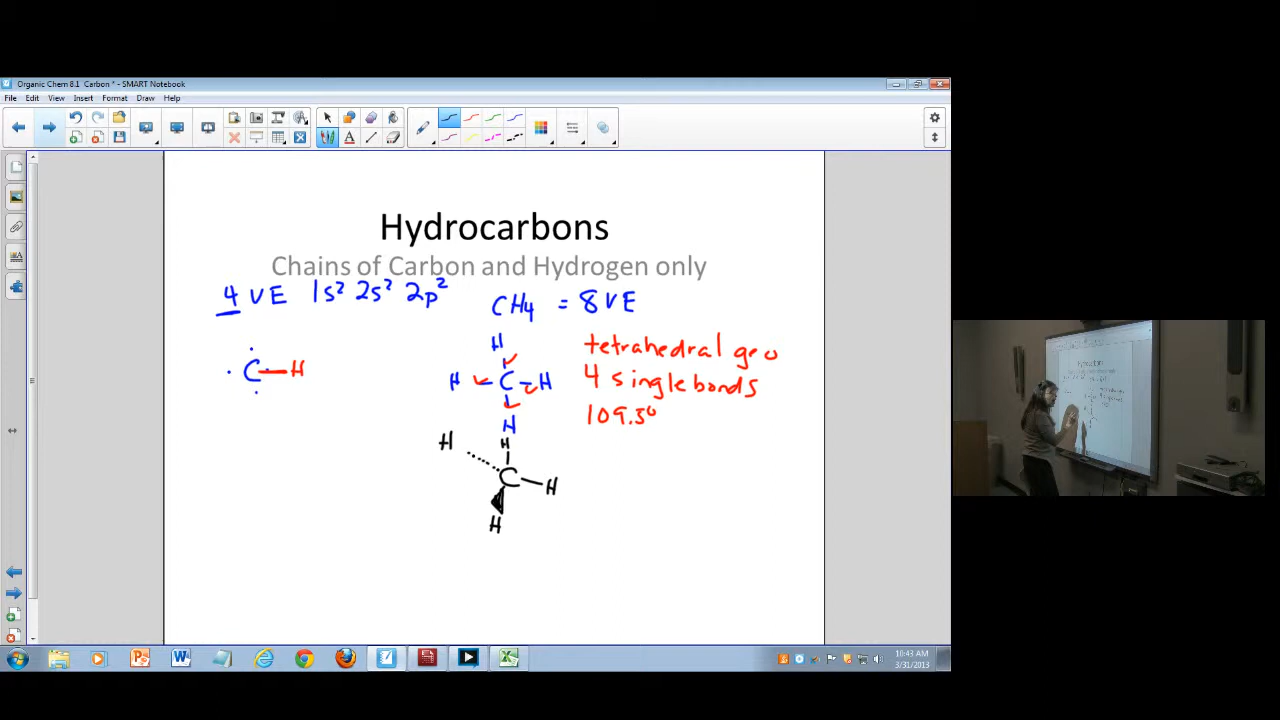 Organic Chem 8.1 Carbon * - SMART Notebook
File Edit View Insert Format Draw Help
Hydrocarbons
Chains of Carbon and Hydrogen only
4 VE 1s² 2s² 2p²
CH4 = 8 VE
C—H
H
H C H
H
tetrahedral geo
4 single bonds
109.5°
H
H
C
H
H
10:43 AM
3/31/2013